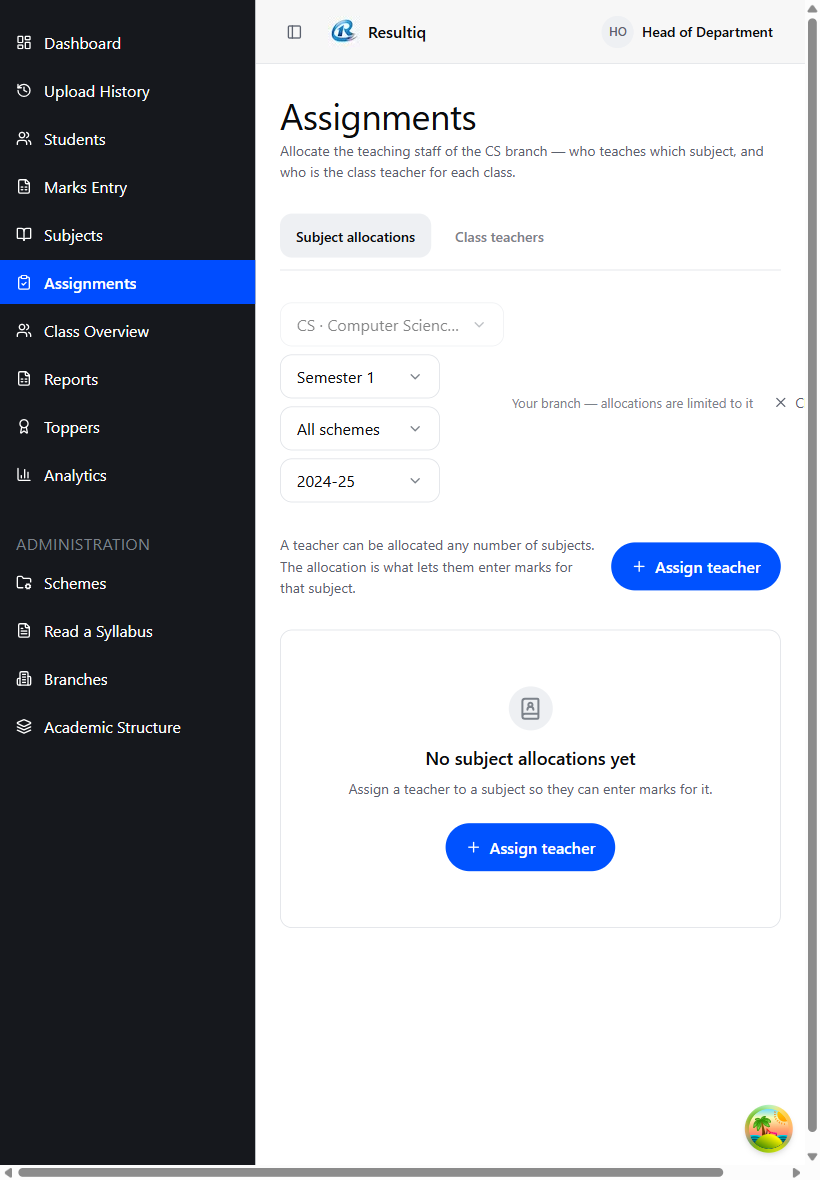 Dashboard
Upload History
Students
Marks Entry
Subjects
Assignments
Class Overview
Reports
Toppers
Analytics
ADMINISTRATION
Schemes
Read a Syllabus
Branches
Academic Structure
Resultiq
HO
Head of Department
Assignments
Allocate the teaching staff of the CS branch — who teaches which subject, and
who is the class teacher for each class.
Subject allocations
Class teachers
CS · Computer Scienc...
Semester 1
All schemes
2024-25
Your branch — allocations are limited to it
A teacher can be allocated any number of subjects.
The allocation is what lets them enter marks for
that subject.
+ Assign teacher
No subject allocations yet
Assign a teacher to a subject so they can enter marks for it.
+ Assign teacher